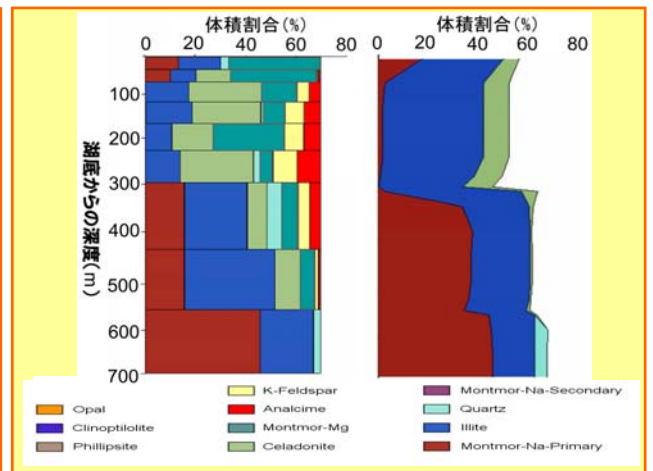 体積割合(%)
0 20 40 60 80
体積割合(%)
0 20 40 60 80
湖底からの深度(m)
100
200
300
400
500
600
700
K-Feldspar
Montmor-Na-Secondary
Opal
Analcime
Quartz
Clinoptilolite
Montmor-Mg
Illite
Phillipsite
Celadonite
Montmor-Na-Primary